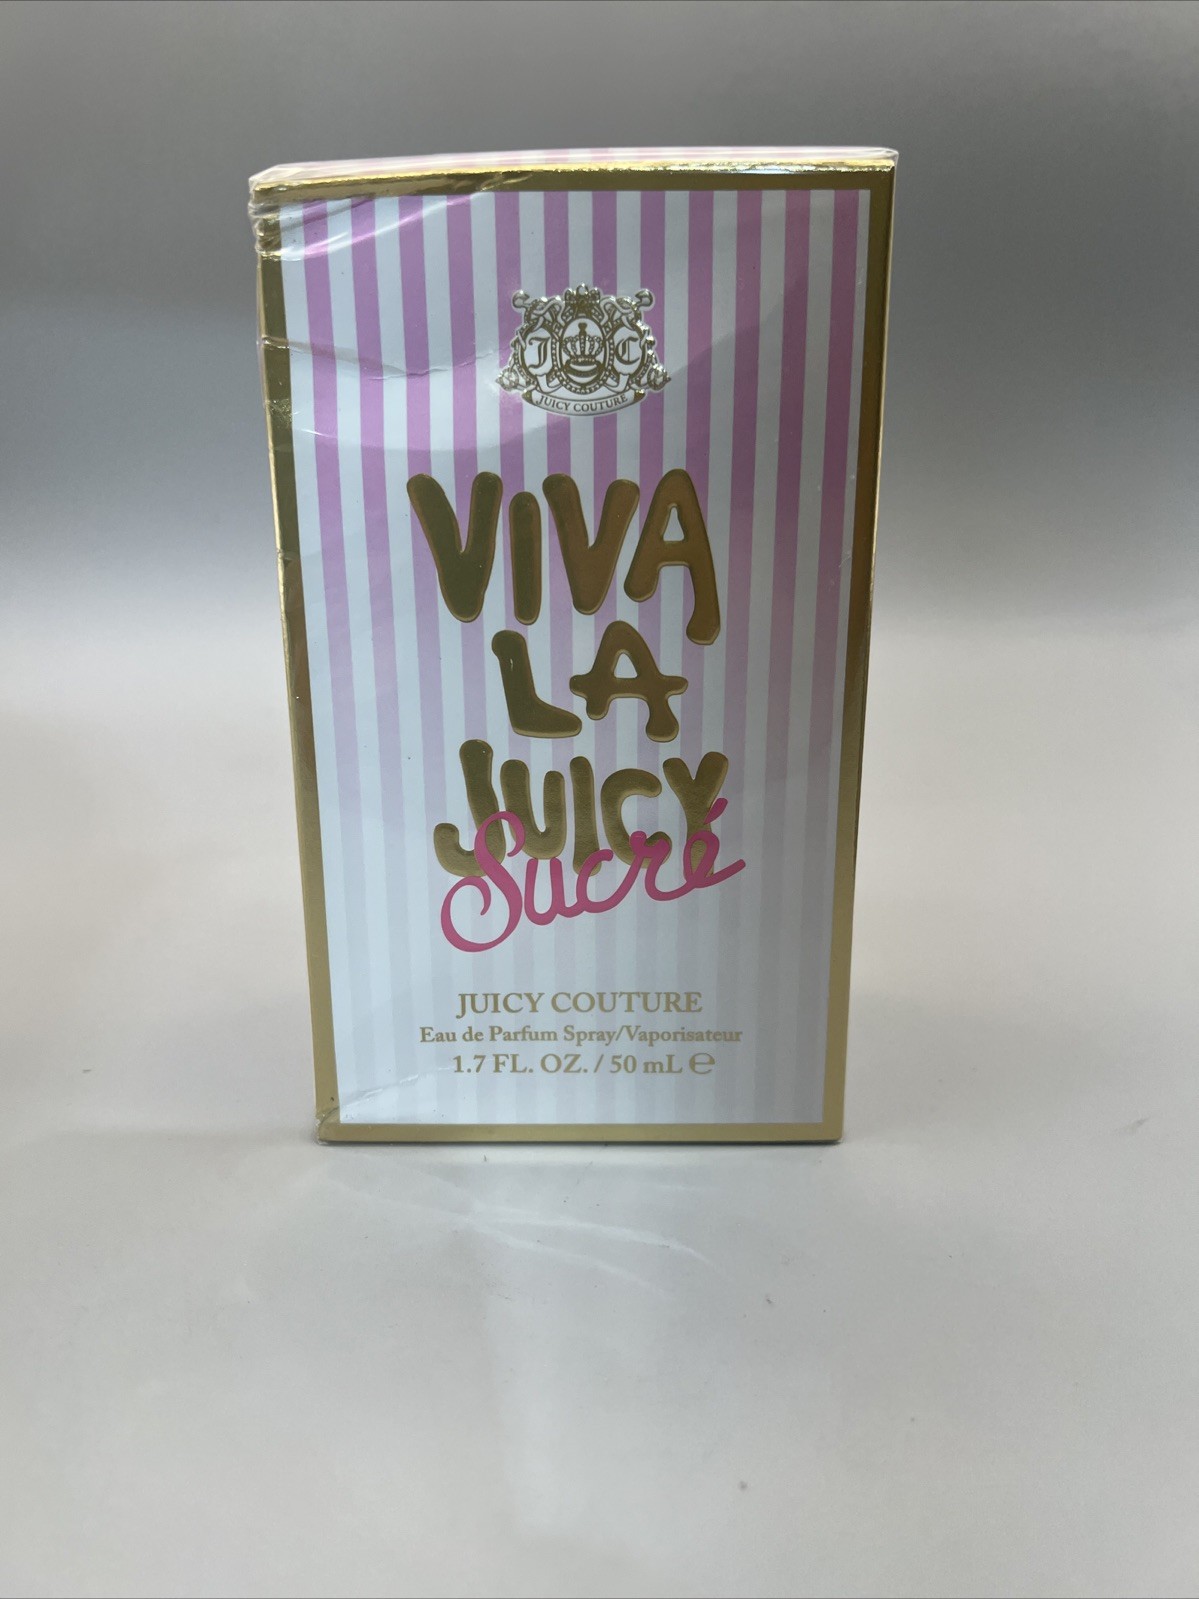 J C
JUICY COUTURE
VIVA
LA
JUICY
Sucré
JUICY COUTURE
Eau de Parfum Spray/Vaporisateur
1.7 FL. OZ. / 50 mL ℮